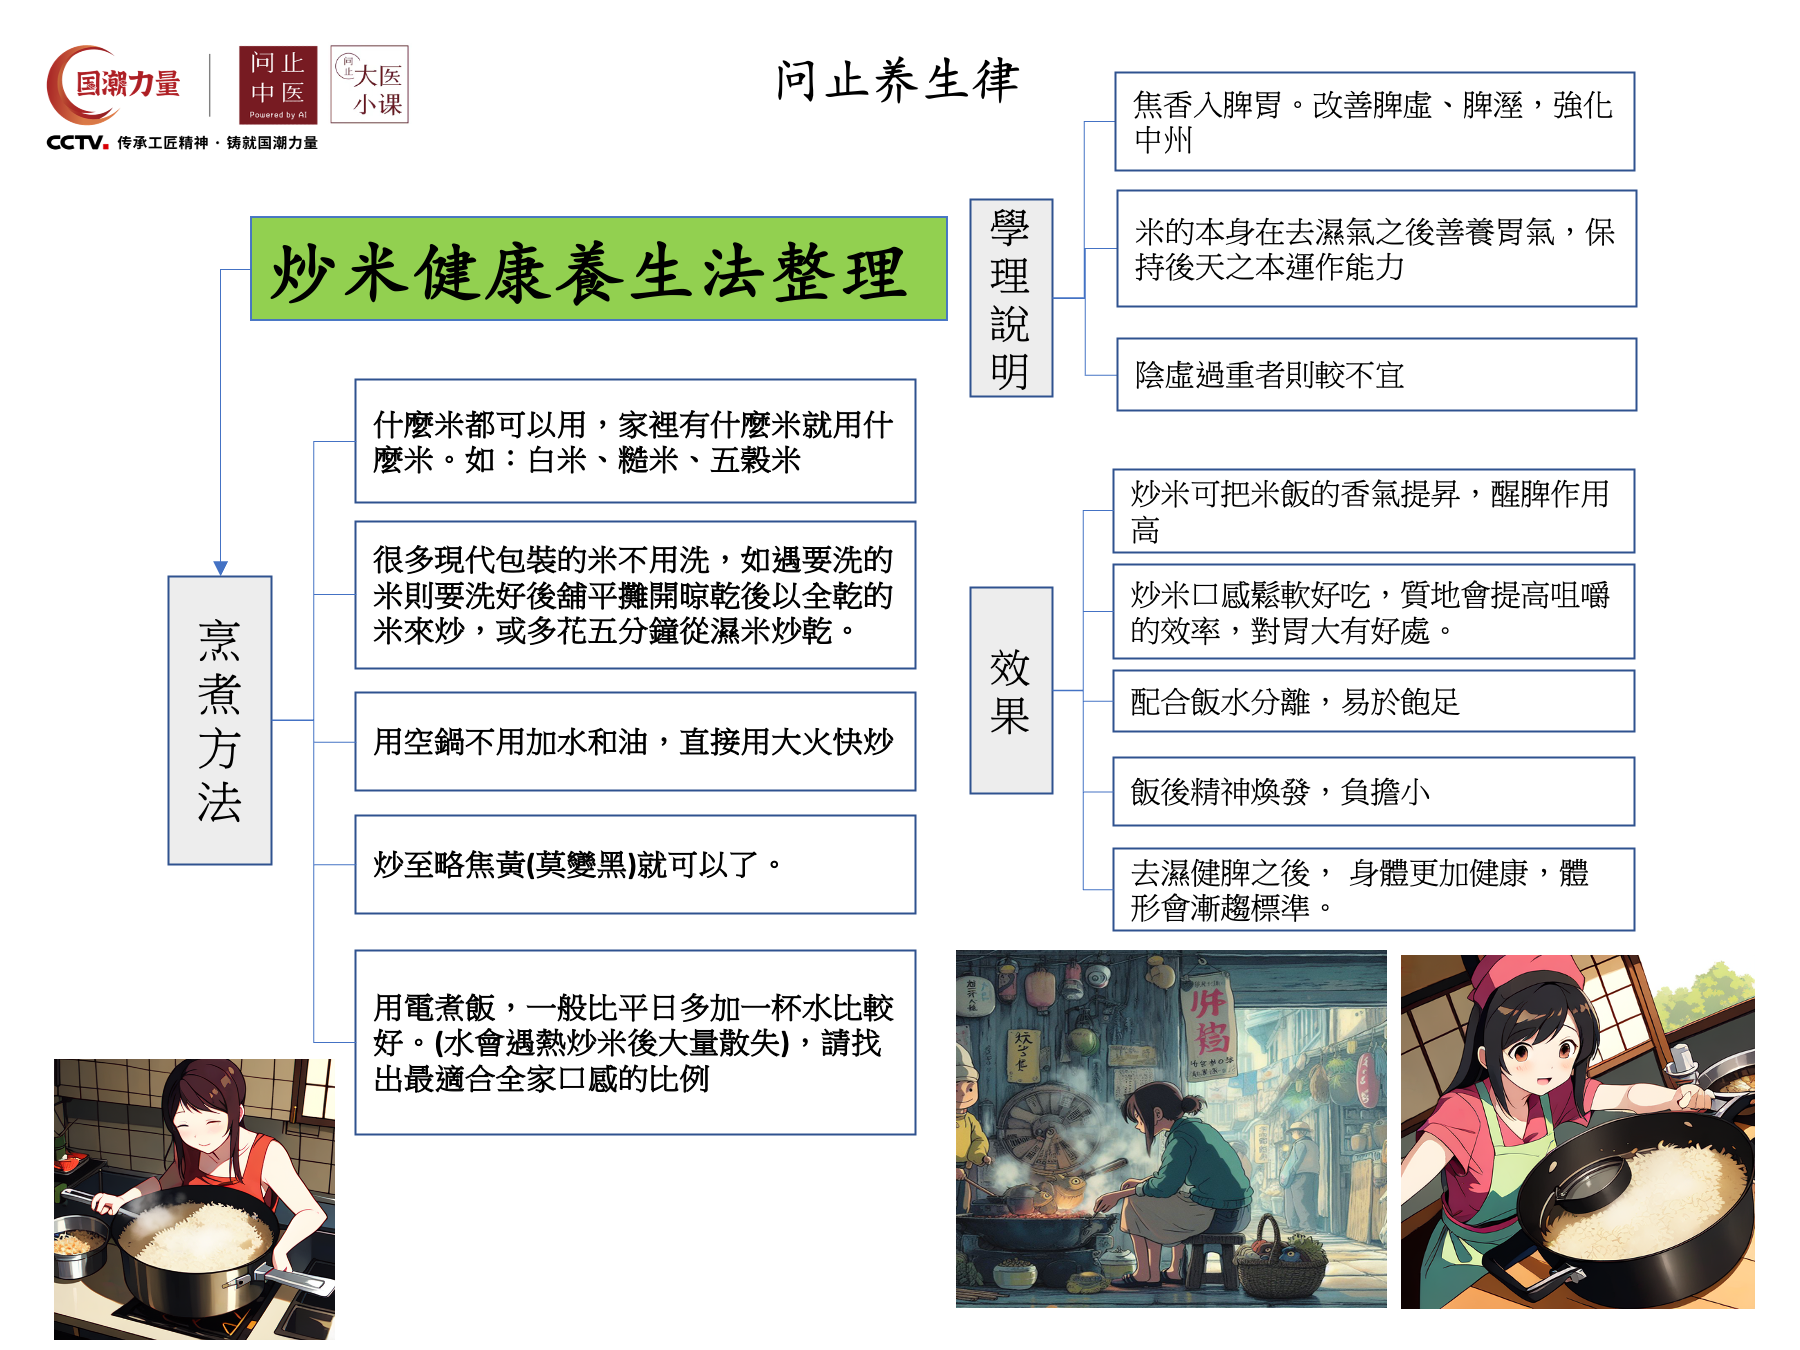 国潮力量
CCTV. 传承工匠精神 · 铸就国潮力量
问止
中医
Powered by AI
问止
大医
小课
问止养生律
炒米健康養生法整理
烹煮方法
什麼米都可以用，家裡有什麼米就用什
麼米。如：白米、糙米、五穀米
很多現代包裝的米不用洗，如遇要洗的
米則要洗好後舖平攤開晾乾後以全乾的
米來炒，或多花五分鐘從濕米炒乾。
用空鍋不用加水和油，直接用大火快炒
炒至略焦黃(莫變黑)就可以了。
用電煮飯，一般比平日多加一杯水比較
好。(水會遇熱炒米後大量散失)，請找
出最適合全家口感的比例
學理說明
焦香入脾胃。改善脾虛、脾溼，強化
中州
米的本身在去濕氣之後善養胃氣，保
持後天之本運作能力
陰虛過重者則較不宜
效果
炒米可把米飯的香氣提昇，醒脾作用
高
炒米口感鬆軟好吃，質地會提高咀嚼
的效率，對胃大有好處。
配合飯水分離，易於飽足
飯後精神煥發，負擔小
去濕健脾之後， 身體更加健康，體
形會漸趨標準。